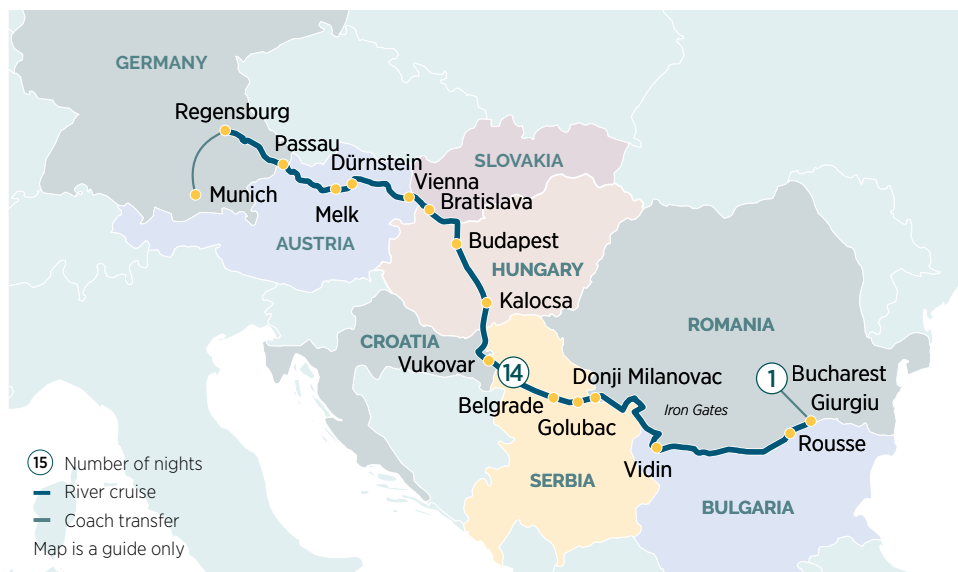 GERMANY
Regensburg
Passau
Dürnstein
SLOVAKIA
Munich
Vienna
Bratislava
Melk
AUSTRIA
Budapest
HUNGARY
Kalocsa
ROMANIA
CROATIA
Vukovar
14
Donji Milanovac
1
Bucharest
Giurgiu
Belgrade
Iron Gates
Golubac
Rousse
Vidin
SERBIA
BULGARIA
15 Number of nights
River cruise
Coach transfer
Map is a guide only